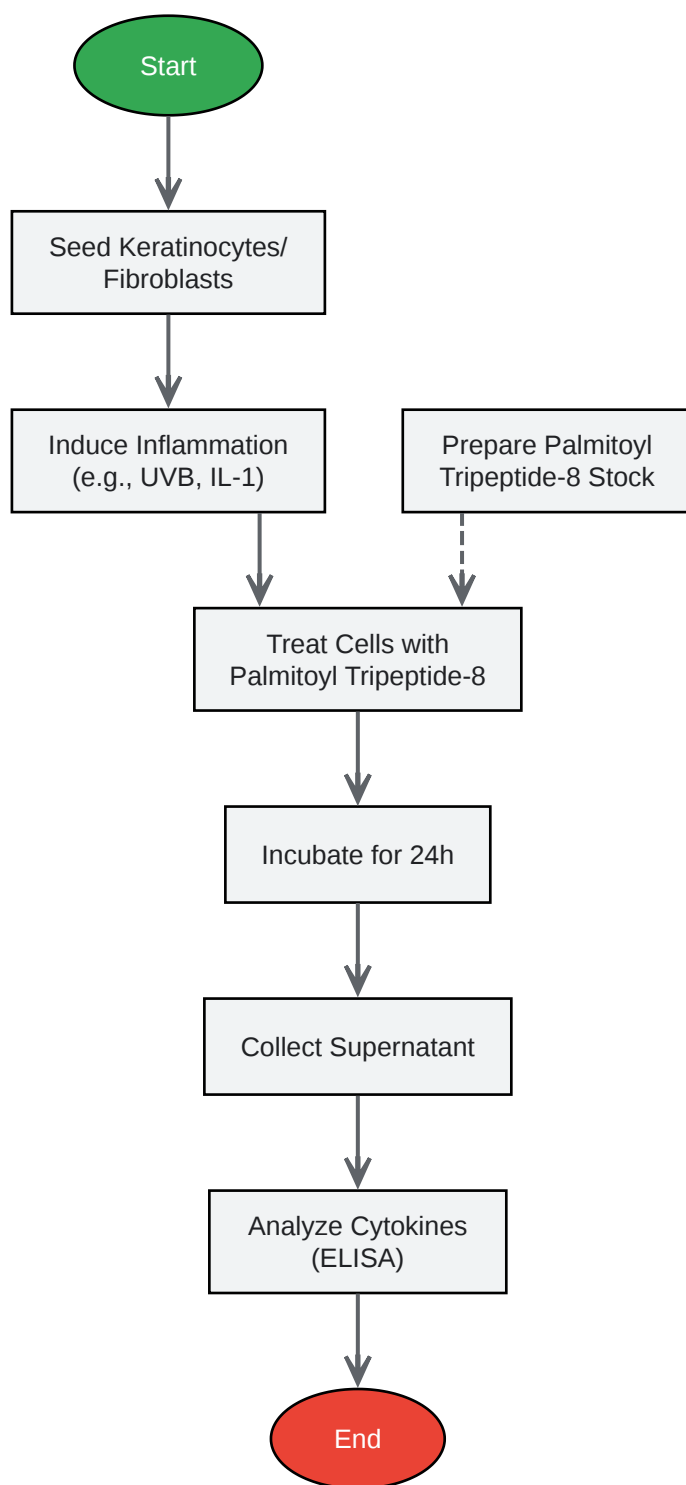 Start
Seed Keratinocytes/
Fibroblasts
Induce Inflammation
(e.g., UVB, IL-1)
Prepare Palmitoyl
Tripeptide-8 Stock
Treat Cells with
Palmitoyl Tripeptide-8
Incubate for 24h
Collect Supernatant
Analyze Cytokines
(ELISA)
End